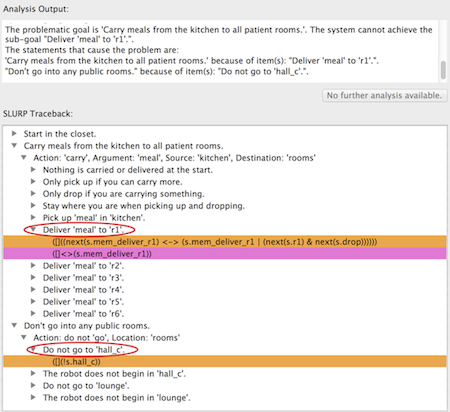 Analysis Output:
The problematic goal is 'Carry meals from the kitchen to all patient rooms.'. The system cannot achieve the
sub-goal "Deliver 'meal' to 'r1'.".
The statements that cause the problem are:
'Carry meals from the kitchen to all patient rooms.' because of item(s): "Deliver 'meal' to 'r1'.".
"Don't go into any public rooms." because of item(s): "Do not go to 'hall_c'.".
No further analysis available.
SLURP Traceback:
Start in the closet.
Carry meals from the kitchen to all patient rooms.
Action: 'carry', Argument: 'meal', Source: 'kitchen', Destination: 'rooms'
Nothing is carried or delivered at the start.
Only pick up if you can carry more.
Only drop if you are carrying something.
Stay where you are when picking up and dropping.
Pick up 'meal' in 'kitchen'.
Deliver 'meal' to 'r1'.
([]((next(s.mem_deliver_r1) <-> (s.mem_deliver_r1 | (next(s.r1) & next(s.drop))))))
([]<>(s.mem_deliver_r1))
Deliver 'meal' to 'r2'.
Deliver 'meal' to 'r3'.
Deliver 'meal' to 'r4'.
Deliver 'meal' to 'r5'.
Deliver 'meal' to 'r6'.
Don't go into any public rooms.
Action: do not 'go', Location: 'rooms'
Do not go to 'hall_c'.
([](!s.hall_c))
The robot does not begin in 'hall_c'.
Do not go to 'lounge'.
The robot does not begin in 'lounge'.